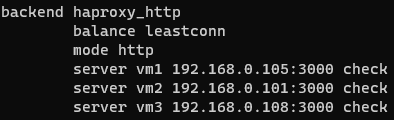 backend haproxy_http
balance leastconn
mode http
server vm1 192.168.0.105:3000 check
server vm2 192.168.0.101:3000 check
server vm3 192.168.0.108:3000 check